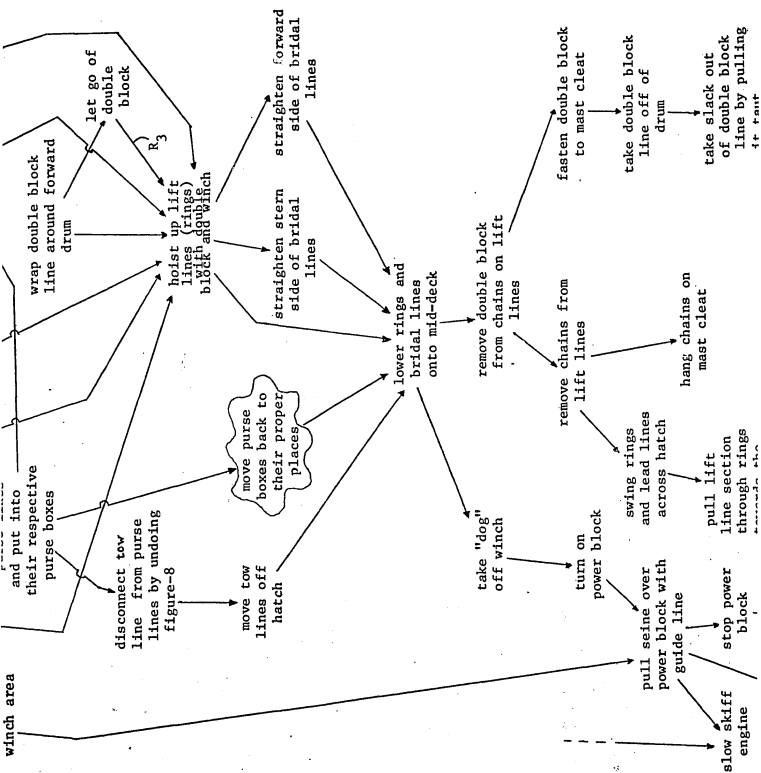 and put into
their respective
purse boxes
winch area
wrap double block
line around forward
drum
let go of
double
block
R3
hoist up lift
lines (rings)
with double
block and winch
disconnect tow
line from purse
lines by undoing
figure-8
move purse
boxes back to
their proper
places
straighten stern
side of bridal
lines
straighten forward
side of bridal
lines
move tow
lines off
hatch
lower rings and
bridal lines
onto mid-deck
take "dog"
off winch
remove double block
from chains on lift
lines
turn on
power block
remove chains from
lift lines
fasten double block
to mast cleat
pull seine over
power block with
guide line
swing rings
and lead lines
across hatch
hang chains on
mast cleat
take double block
line off of
drum
slow skiff
engine
stop power
block
pull lift
line section
through rings
take slack out
of double block
line by pulling
it taut